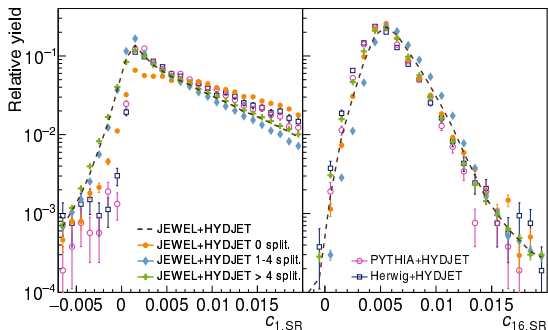 Relative yield
10⁻¹
10⁻²
10⁻³
10⁻⁴
JEWEL+HYDJET
JEWEL+HYDJET 0 split.
JEWEL+HYDJET 1-4 split.
JEWEL+HYDJET > 4 split.
PYTHIA+HYDJET
Herwig+HYDJET
−0.005 0 0.005 0.01 0.015
0 0.005 0.01 0.015
c1.SR
c16.SR